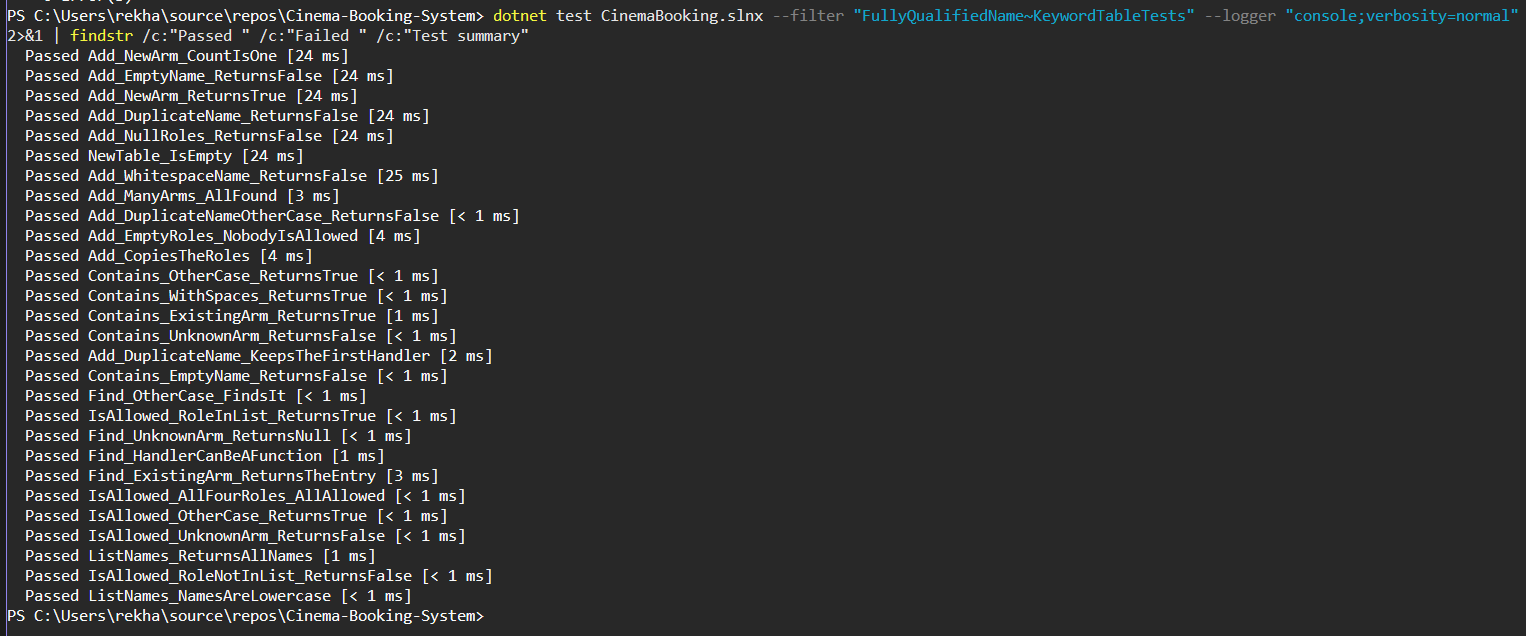 PS C:\Users\rekha\source\repos\Cinema-Booking-System> dotnet test CinemaBooking.slnx --filter "FullyQualifiedName~KeywordTableTests" --logger "console;verbosity=normal"
2>&1 | findstr /c:"Passed " /c:"Failed " /c:"Test summary"
Passed Add_NewArm_CountIsOne [24 ms]
Passed Add_EmptyName_ReturnsFalse [24 ms]
Passed Add_NewArm_ReturnsTrue [24 ms]
Passed Add_DuplicateName_ReturnsFalse [24 ms]
Passed Add_NullRoles_ReturnsFalse [24 ms]
Passed NewTable_IsEmpty [24 ms]
Passed Add_WhitespaceName_ReturnsFalse [25 ms]
Passed Add_ManyArms_AllFound [3 ms]
Passed Add_DuplicateNameOtherCase_ReturnsFalse [< 1 ms]
Passed Add_EmptyRoles_NobodyIsAllowed [4 ms]
Passed Add_CopiesTheRoles [4 ms]
Passed Contains_OtherCase_ReturnsTrue [< 1 ms]
Passed Contains_WithSpaces_ReturnsTrue [< 1 ms]
Passed Contains_ExistingArm_ReturnsTrue [1 ms]
Passed Contains_UnknownArm_ReturnsFalse [< 1 ms]
Passed Add_DuplicateName_KeepsTheFirstHandler [2 ms]
Passed Contains_EmptyName_ReturnsFalse [< 1 ms]
Passed Find_OtherCase_FindsIt [< 1 ms]
Passed IsAllowed_RoleInList_ReturnsTrue [< 1 ms]
Passed Find_UnknownArm_ReturnsNull [< 1 ms]
Passed Find_HandlerCanBeAFunction [1 ms]
Passed Find_ExistingArm_ReturnsTheEntry [3 ms]
Passed IsAllowed_AllFourRoles_AllAllowed [< 1 ms]
Passed IsAllowed_OtherCase_ReturnsTrue [< 1 ms]
Passed IsAllowed_UnknownArm_ReturnsFalse [< 1 ms]
Passed ListNames_ReturnsAllNames [1 ms]
Passed IsAllowed_RoleNotInList_ReturnsFalse [< 1 ms]
Passed ListNames_NamesAreLowercase [< 1 ms]
PS C:\Users\rekha\source\repos\Cinema-Booking-System>